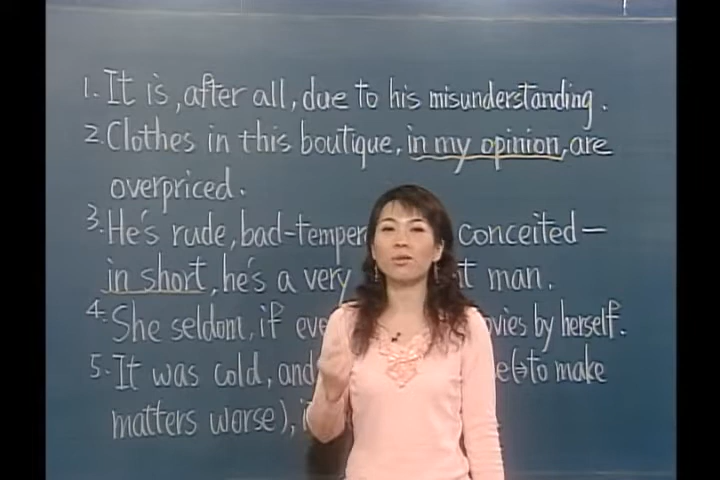 1. It is, after all, due to his misunderstanding.
2. Clothes in this boutique, in my opinion, are
overpriced.
3. He's rude, bad-temper conceited—
in short, he's a very t man.
4. She seldom, if eve ovies by herself.
5. It was cold, and e(→to make
matters worse), i